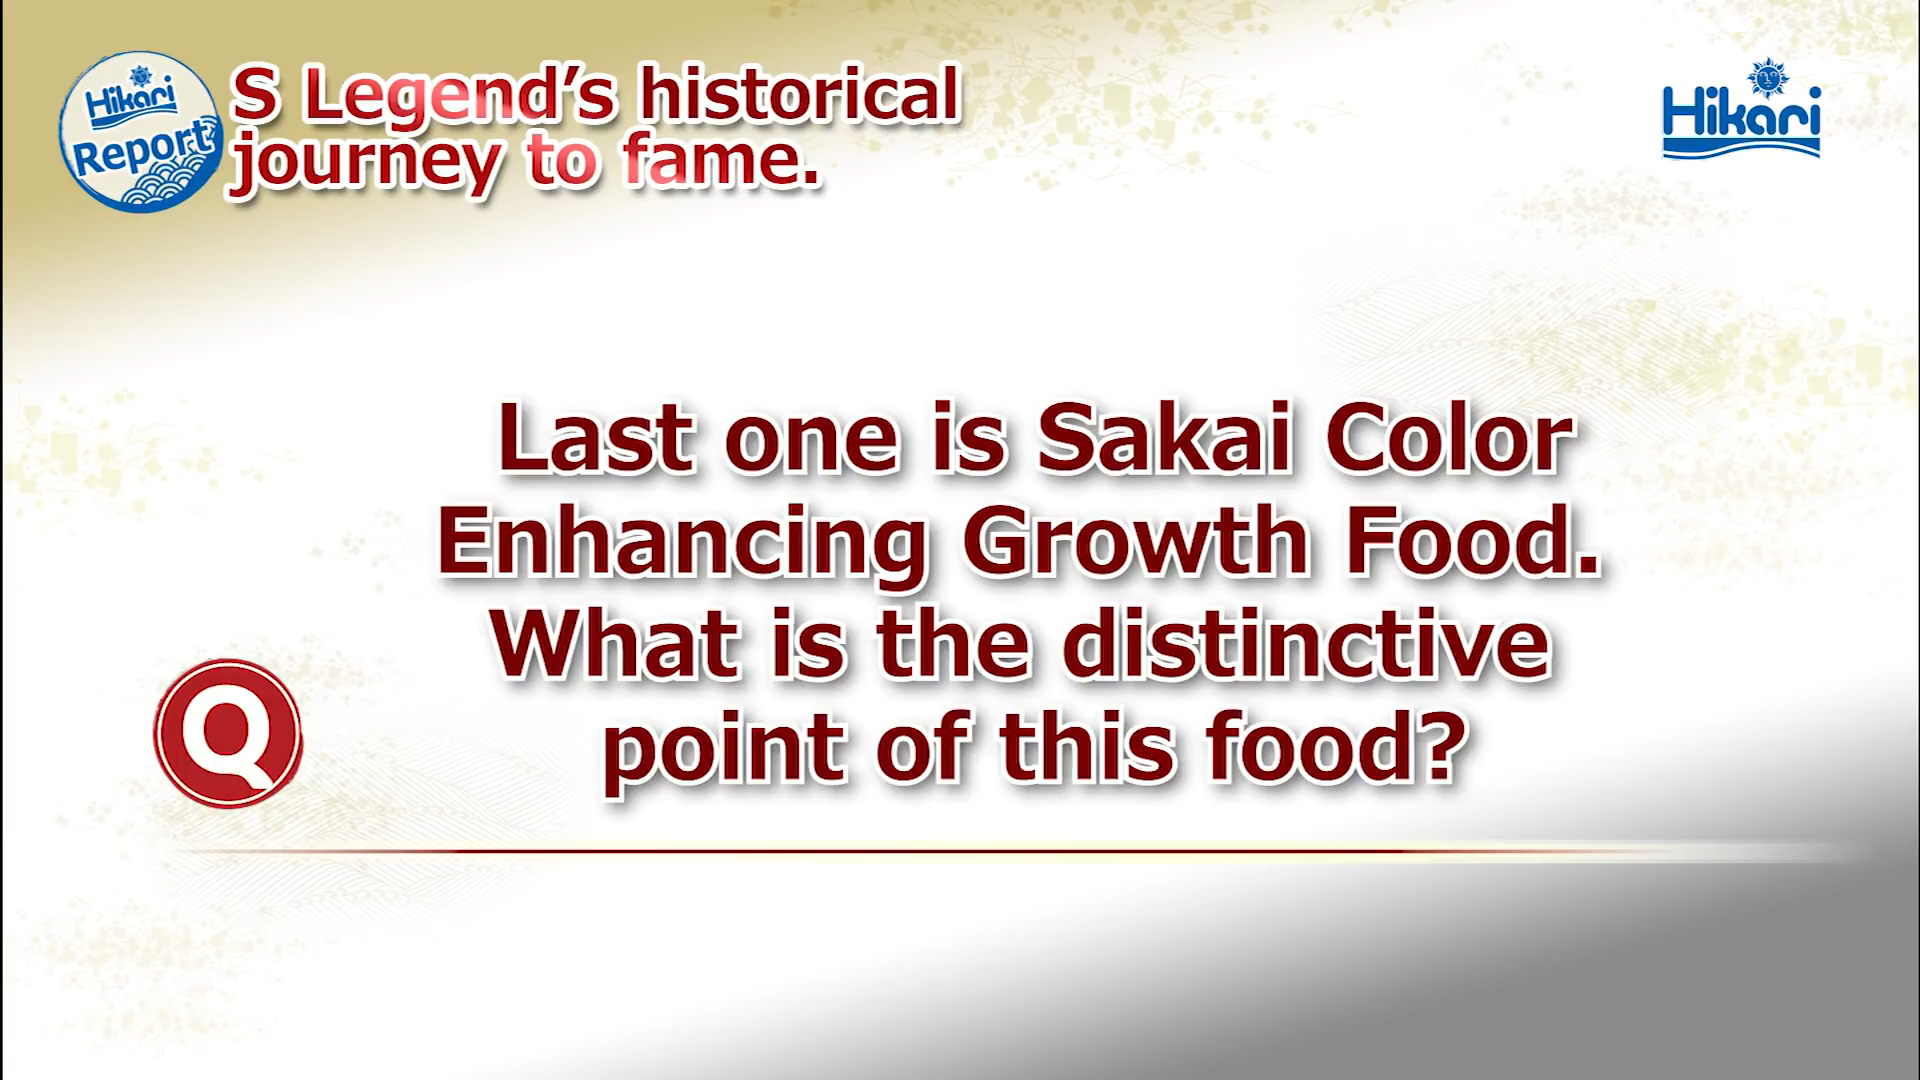 Hikari
Report
S Legend's historical
journey to fame.
Hikari
Last one is Sakai Color
Enhancing Growth Food.
What is the distinctive
point of this food?
Q